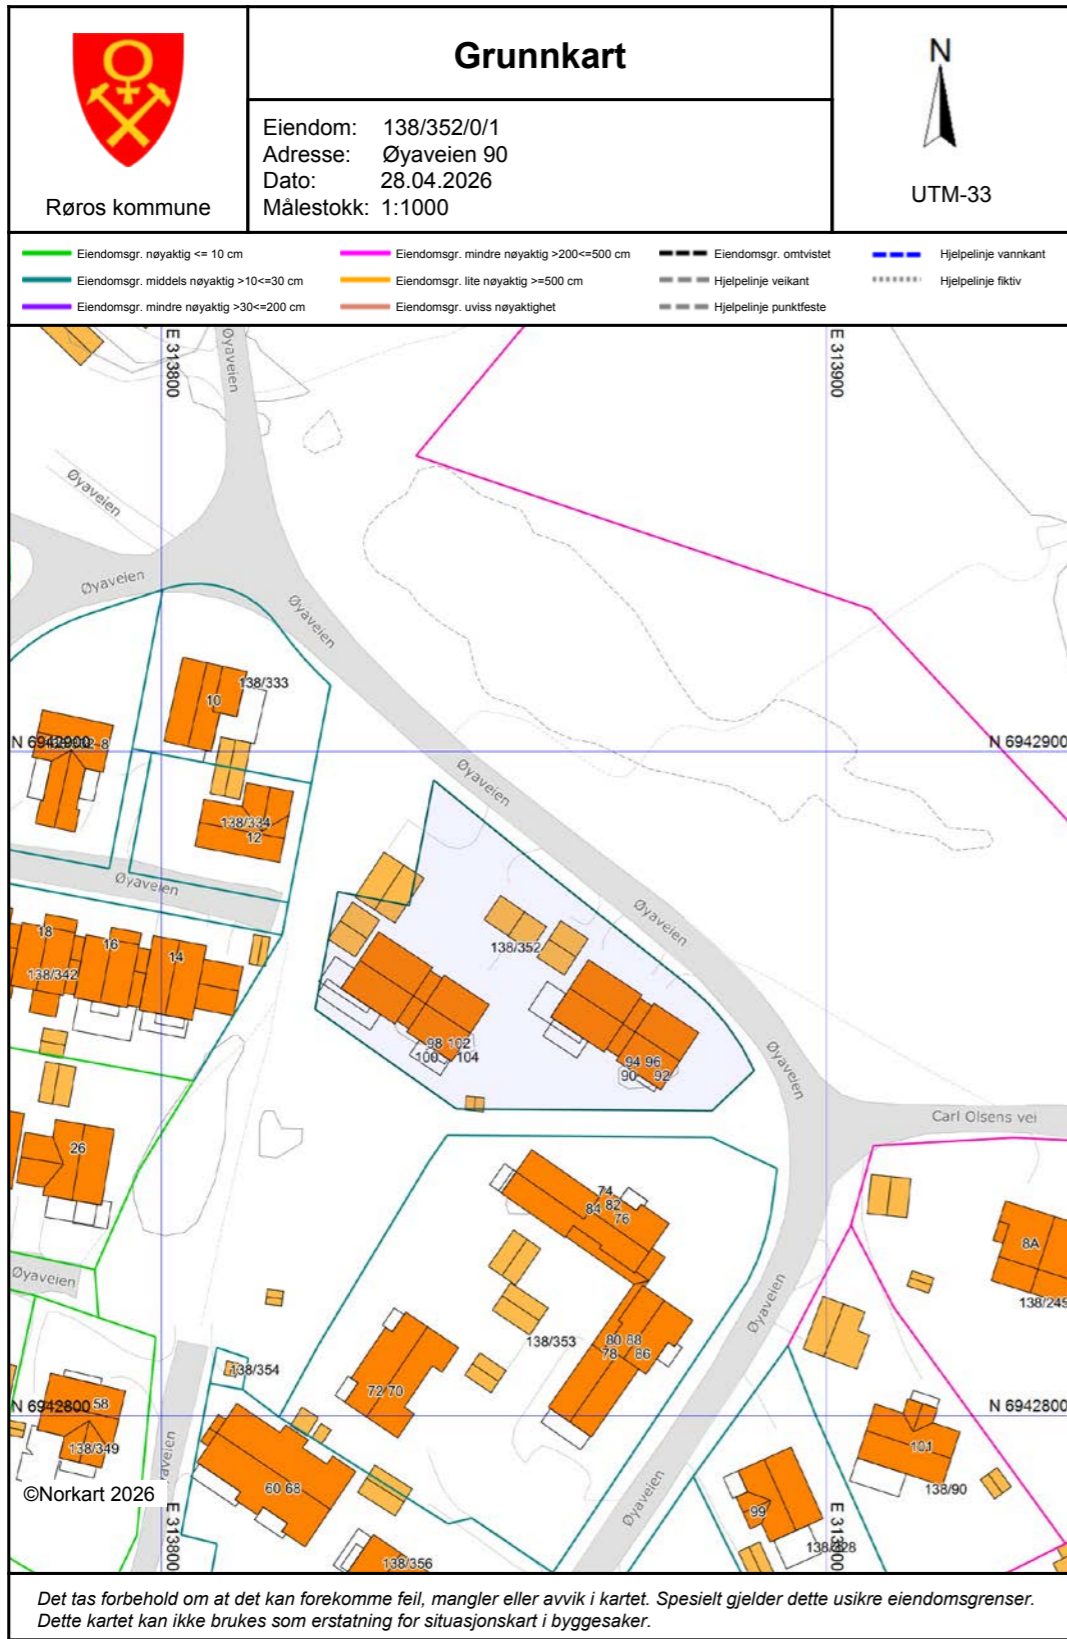 Grunnkart
Eiendom: 138/352/0/1
Adresse: Øyaveien 90
Dato: 28.04.2026
Målestokk: 1:1000
Røros kommune
N
UTM-33
Eiendomsgr. nøyaktig <= 10 cm
Eiendomsgr. middels nøyaktig >10<=30 cm
Eiendomsgr. mindre nøyaktig >30<=200 cm
Eiendomsgr. mindre nøyaktig >200<=500 cm
Eiendomsgr. lite nøyaktig >=500 cm
Eiendomsgr. uviss nøyaktighet
Eiendomsgr. omtvistet
Hjelpelinje veikant
Hjelpelinje punktfeste
Hjelpelinje vannkant
Hjelpelinje fiktiv
E 313800
Øyaveien
E 313900
Øyaveien
Øyaveien
Øyaveien
138/333
10
N 6942900
8
N 6942900
Øyaveien
138/334
12
Øyaveien
Øyaveien
18
16
14
138/342
138/352
98 102
100 104
94 96
90 92
Øyaveien
Carl Olsens vei
26
74
84 82
76
8A
138/245
Øyaveien
Øyaveien
138/353
80 88
78 86
138/354
72 70
58
N 6942800
N 6942800
138/349
101
138/90
60 68
©Norkart 2026
Øyaveien
99
E 313800
138/356
E 313900
Det tas forbehold om at det kan forekomme feil, mangler eller avvik i kartet. Spesielt gjelder dette usikre eiendomsgrenser.
Dette kartet kan ikke brukes som erstatning for situasjonskart i byggesaker.